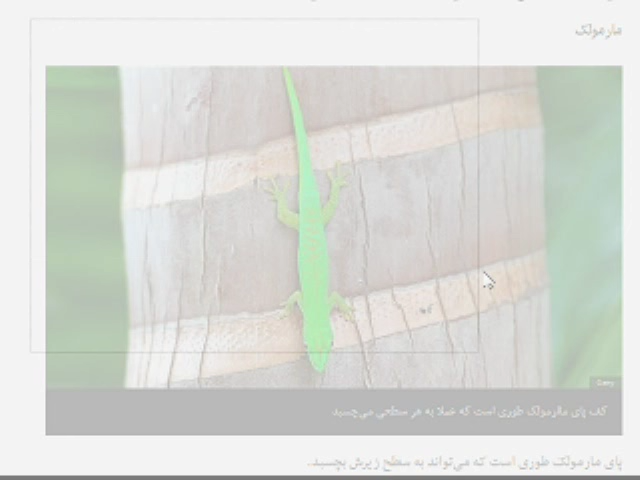 مارمولک
کف پای مارمولک طوری است که عملا به هر سطحی می‌چسبد
پای مارمولک طوری است که می‌تواند به سطح زیرش بچسبد.